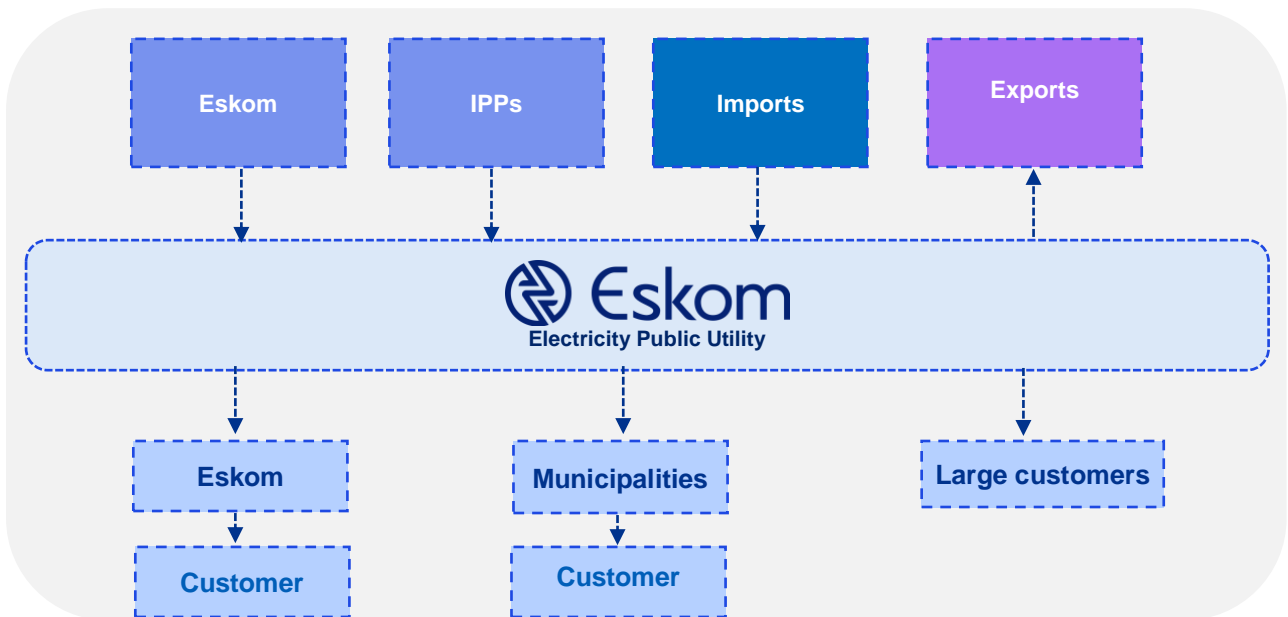 Eskom
IPPs
Imports
Exports
Eskom
Electricity Public Utility
Eskom
Municipalities
Large customers
Customer
Customer